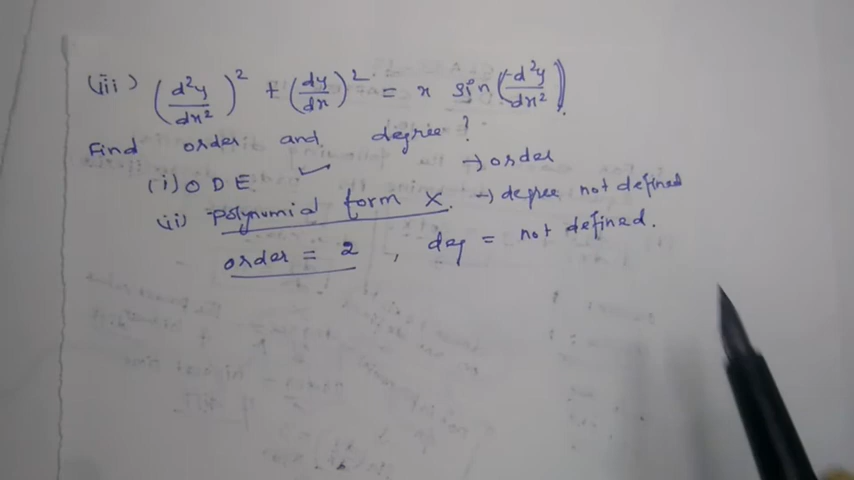 (iii) (d²y/dx²)² + (dy/dx)² = x sin(d²y/dx²).
Find order and degree?
(i) O D E. ✓ → order
(ii) polynomial form X. → degree not defined
order = 2, deg = not defined.